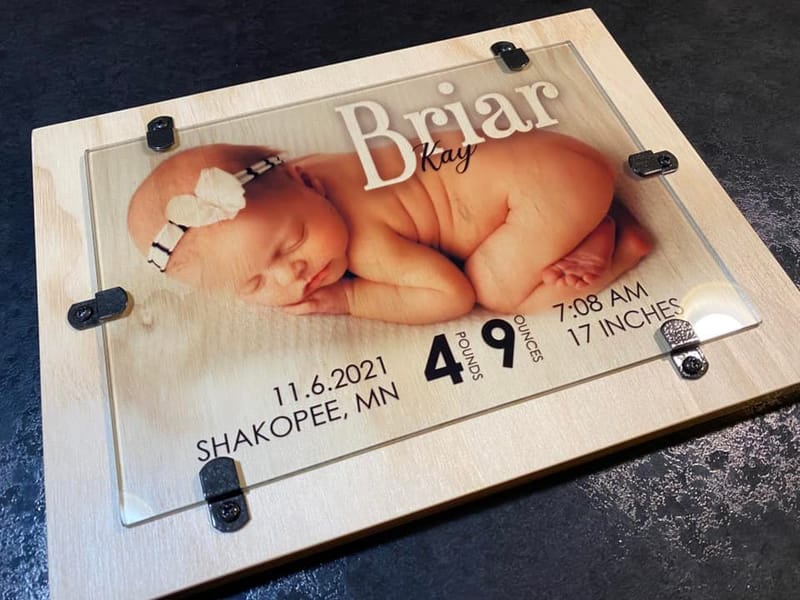 Briar
Kay
11.6.2021
SHAKOPEE, MN
4 POUNDS
9 OUNCES
7:08 AM
17 INCHES